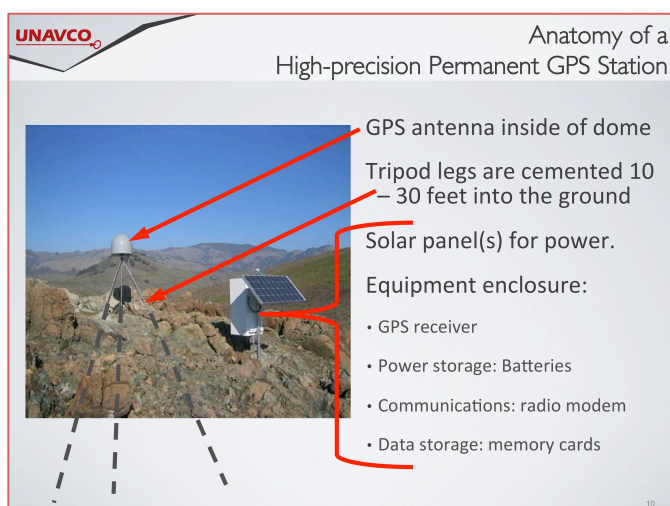 UNAVCO
Anatomy of a
High-precision Permanent GPS Station
GPS antenna inside of dome
Tripod legs are cemented 10
– 30 feet into the ground
Solar panel(s) for power.
Equipment enclosure:
• GPS receiver
• Power storage: Batteries
• Communications: radio modem
• Data storage: memory cards
10